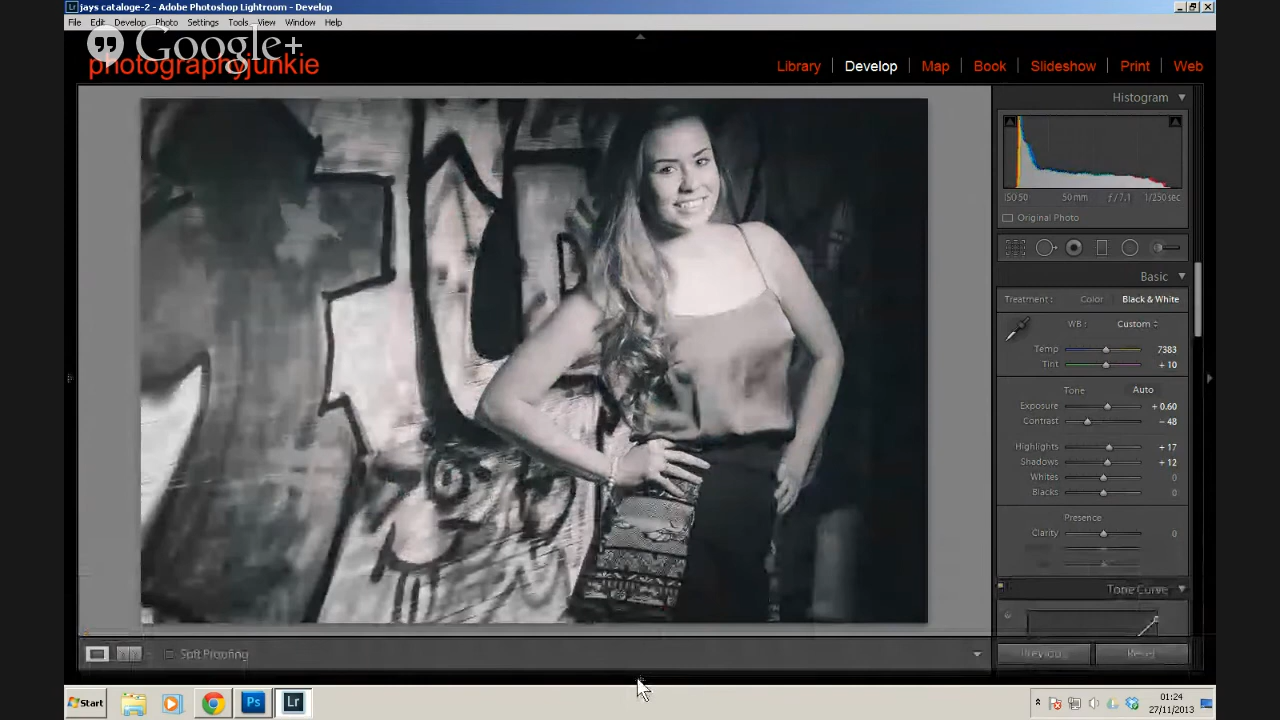 jays cataloge-2 - Adobe Photoshop Lightroom - Develop
File Edit Develop Photo Settings Tools View Window Help
Google+
photographyjunkie
Library | Develop | Map | Book | Slideshow | Print | Web
Histogram
ISO 50 50 mm ƒ / 7.1 1/250 sec
Original Photo
Basic
Treatment : Color Black & White
WB : Custom
Temp 7383
Tint + 10
Tone Auto
Exposure + 0.60
Contrast − 48
Highlights + 17
Shadows + 12
Whites 0
Blacks 0
Presence
Clarity 0
Tone Curve
Soft Proofing
Previous Reset
Start Ps Lr 01:24
27/11/2013